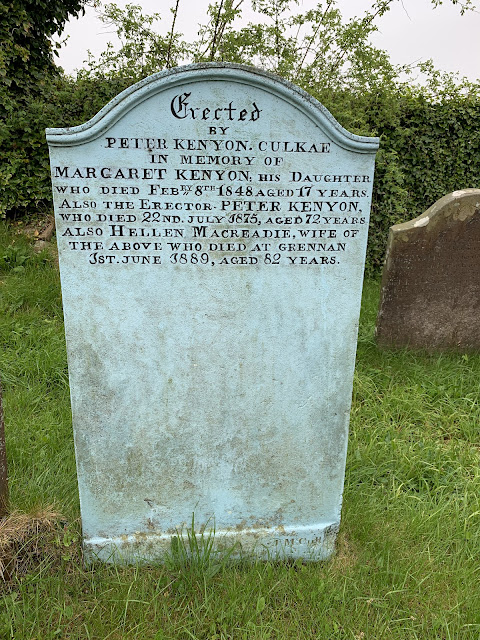 Erected
BY
PETER KENYON. CULKAE
IN MEMORY OF
MARGARET KENYON, HIS DAUGHTER
WHO DIED FEBRY 8TH 1848 AGED 17 YEARS.
ALSO THE ERECTOR PETER KENYON,
WHO DIED 22ND. JULY 1875, AGED 72 YEARS
ALSO HELLEN MACREADIE, WIFE OF
THE ABOVE WHO DIED AT GRENNAN
1ST. JUNE 1889, AGED 82 YEARS.